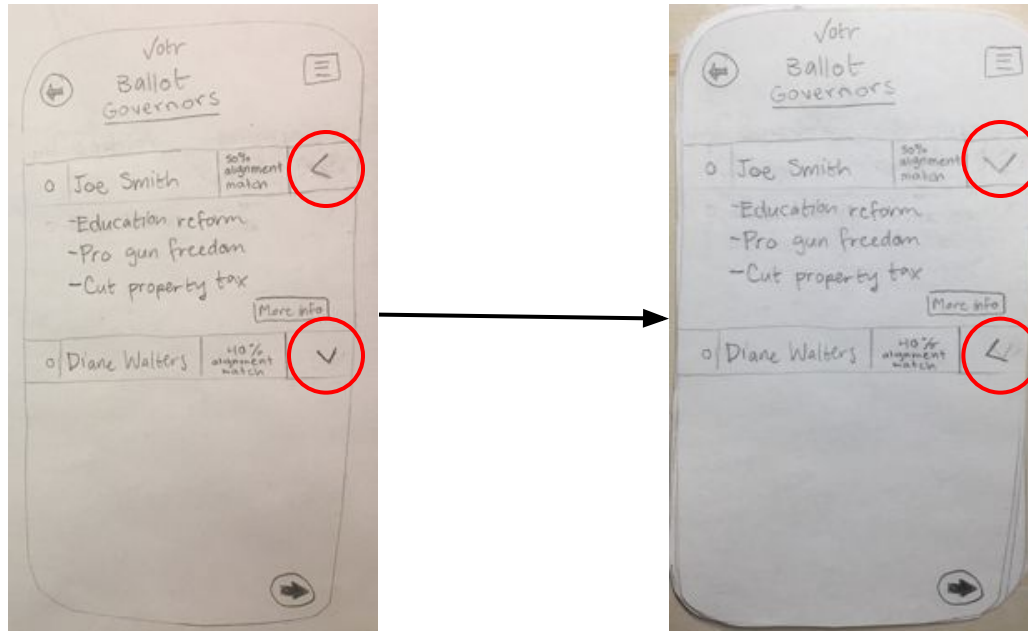 Votr
Ballot
Governors
O Joe Smith 50% alignment match
-Education reform
-Pro gun freedom
-Cut property tax
More info
O Diane Walters 40% alignment match
Votr
Ballot
Governors
O Joe Smith 50% alignment match
-Education reform
-Pro gun freedom
-Cut property tax
More info
O Diane Walters 40% alignment match